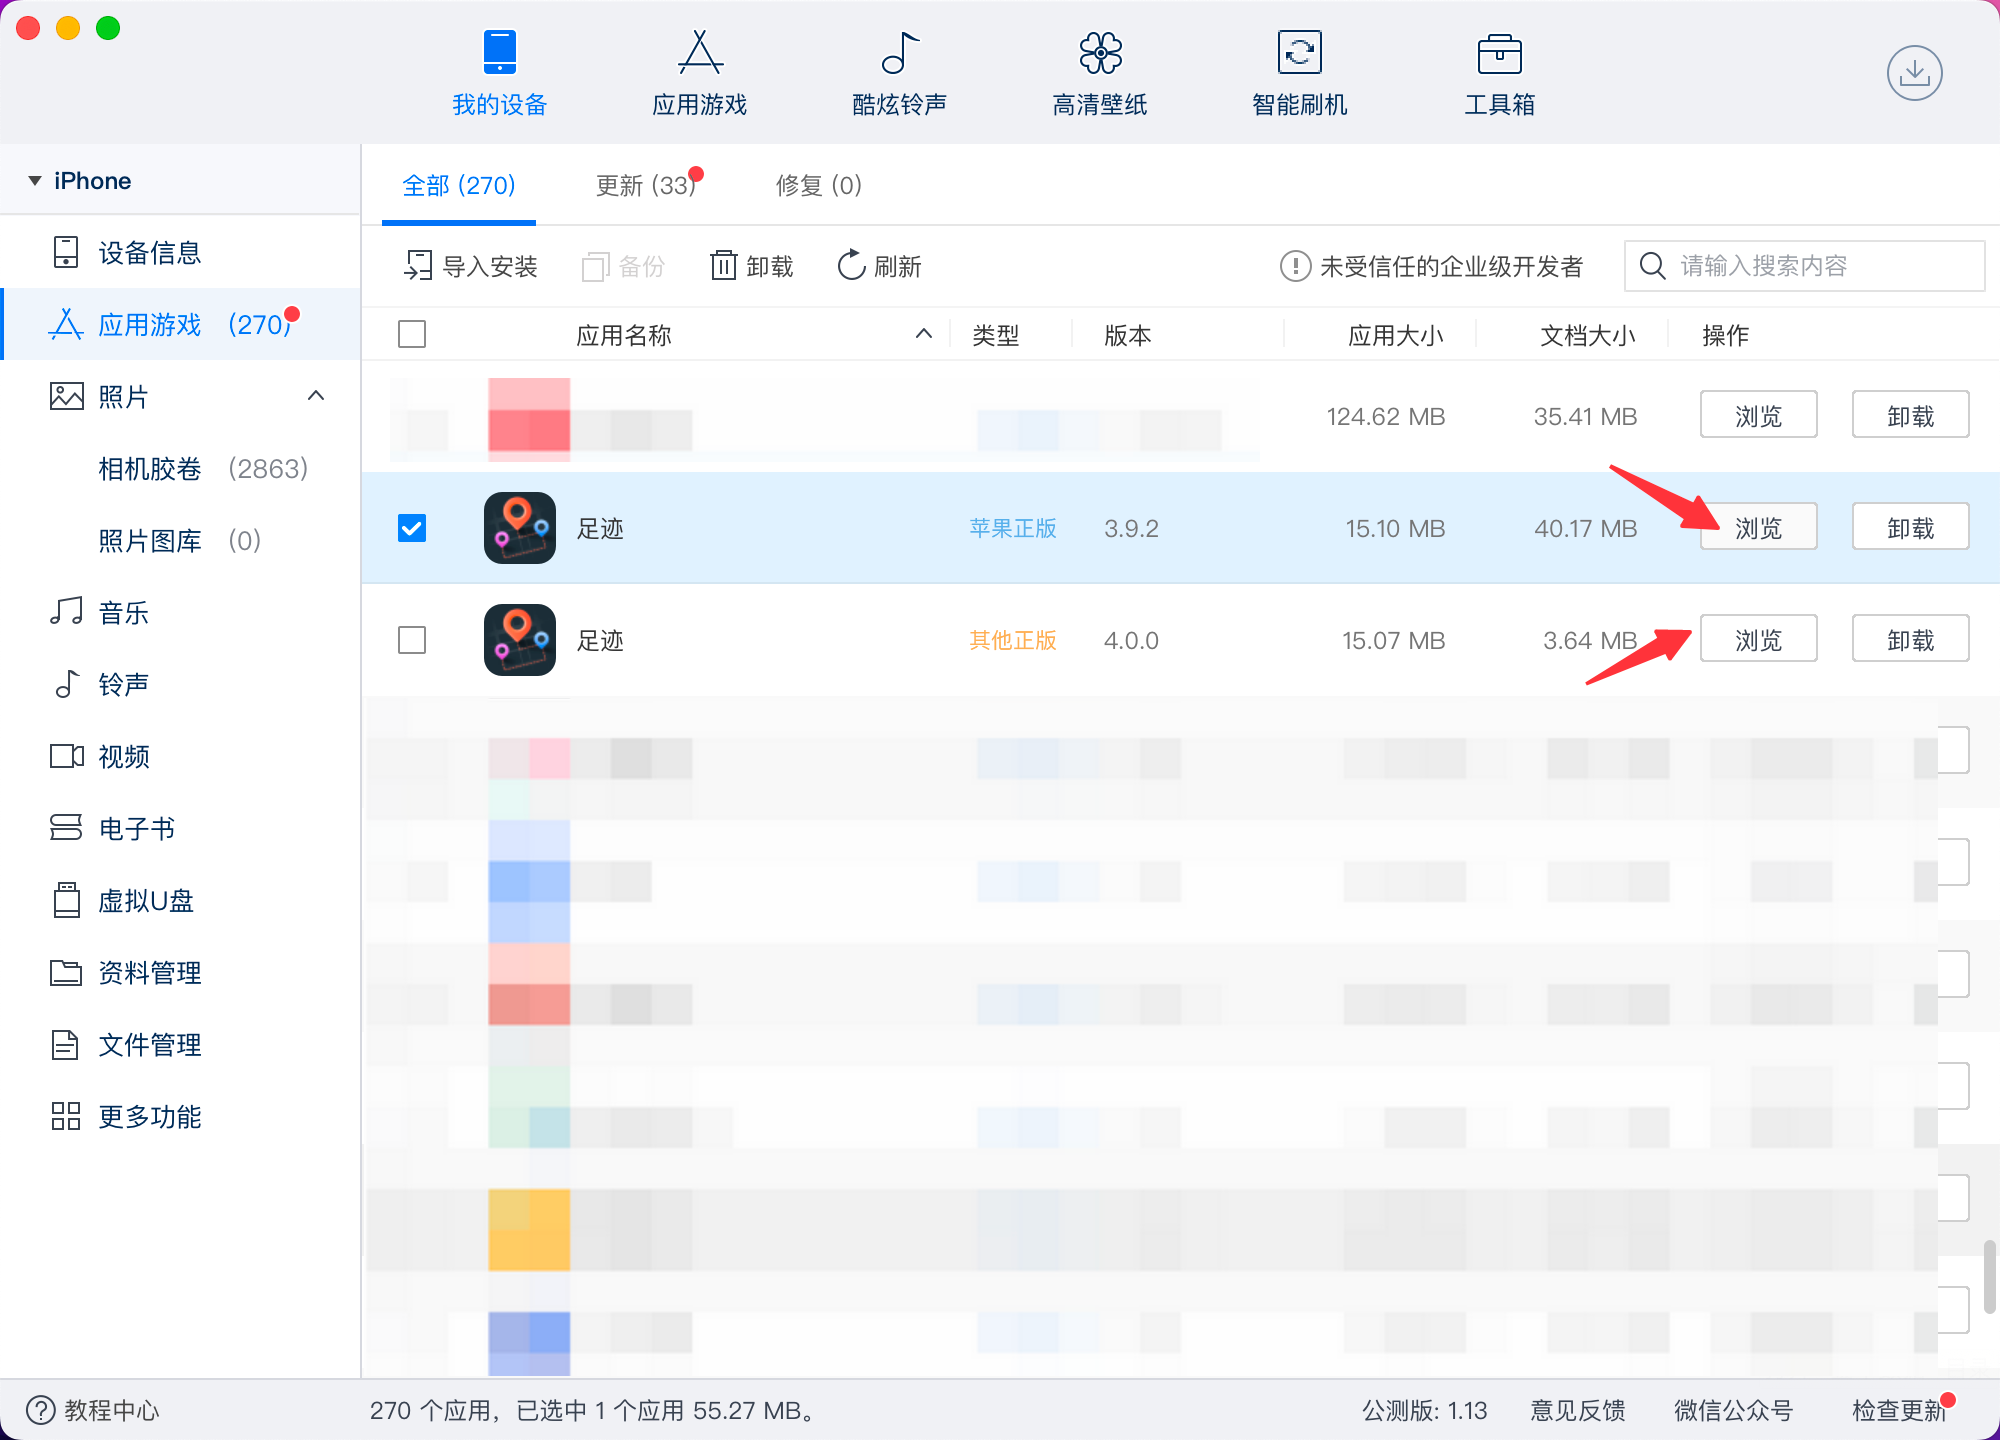 我的设备
应用游戏
酷炫铃声
高清壁纸
智能刷机
工具箱
iPhone
设备信息
应用游戏 (270)
照片
相机胶卷 (2863)
照片图库 (0)
音乐
铃声
视频
电子书
虚拟U盘
资料管理
文件管理
更多功能
全部 (270) 更新 (33) 修复 (0)
导入安装 备份 卸载 刷新 未受信任的企业级开发者 请输入搜索内容
应用名称 类型 版本 应用大小 文档大小 操作
124.62 MB 35.41 MB 浏览 卸载
足迹 苹果正版 3.9.2 15.10 MB 40.17 MB 浏览 卸载
足迹 其他正版 4.0.0 15.07 MB 3.64 MB 浏览 卸载
教程中心 270 个应用，已选中 1 个应用 55.27 MB。 公测版: 1.13 意见反馈 微信公众号 检查更新